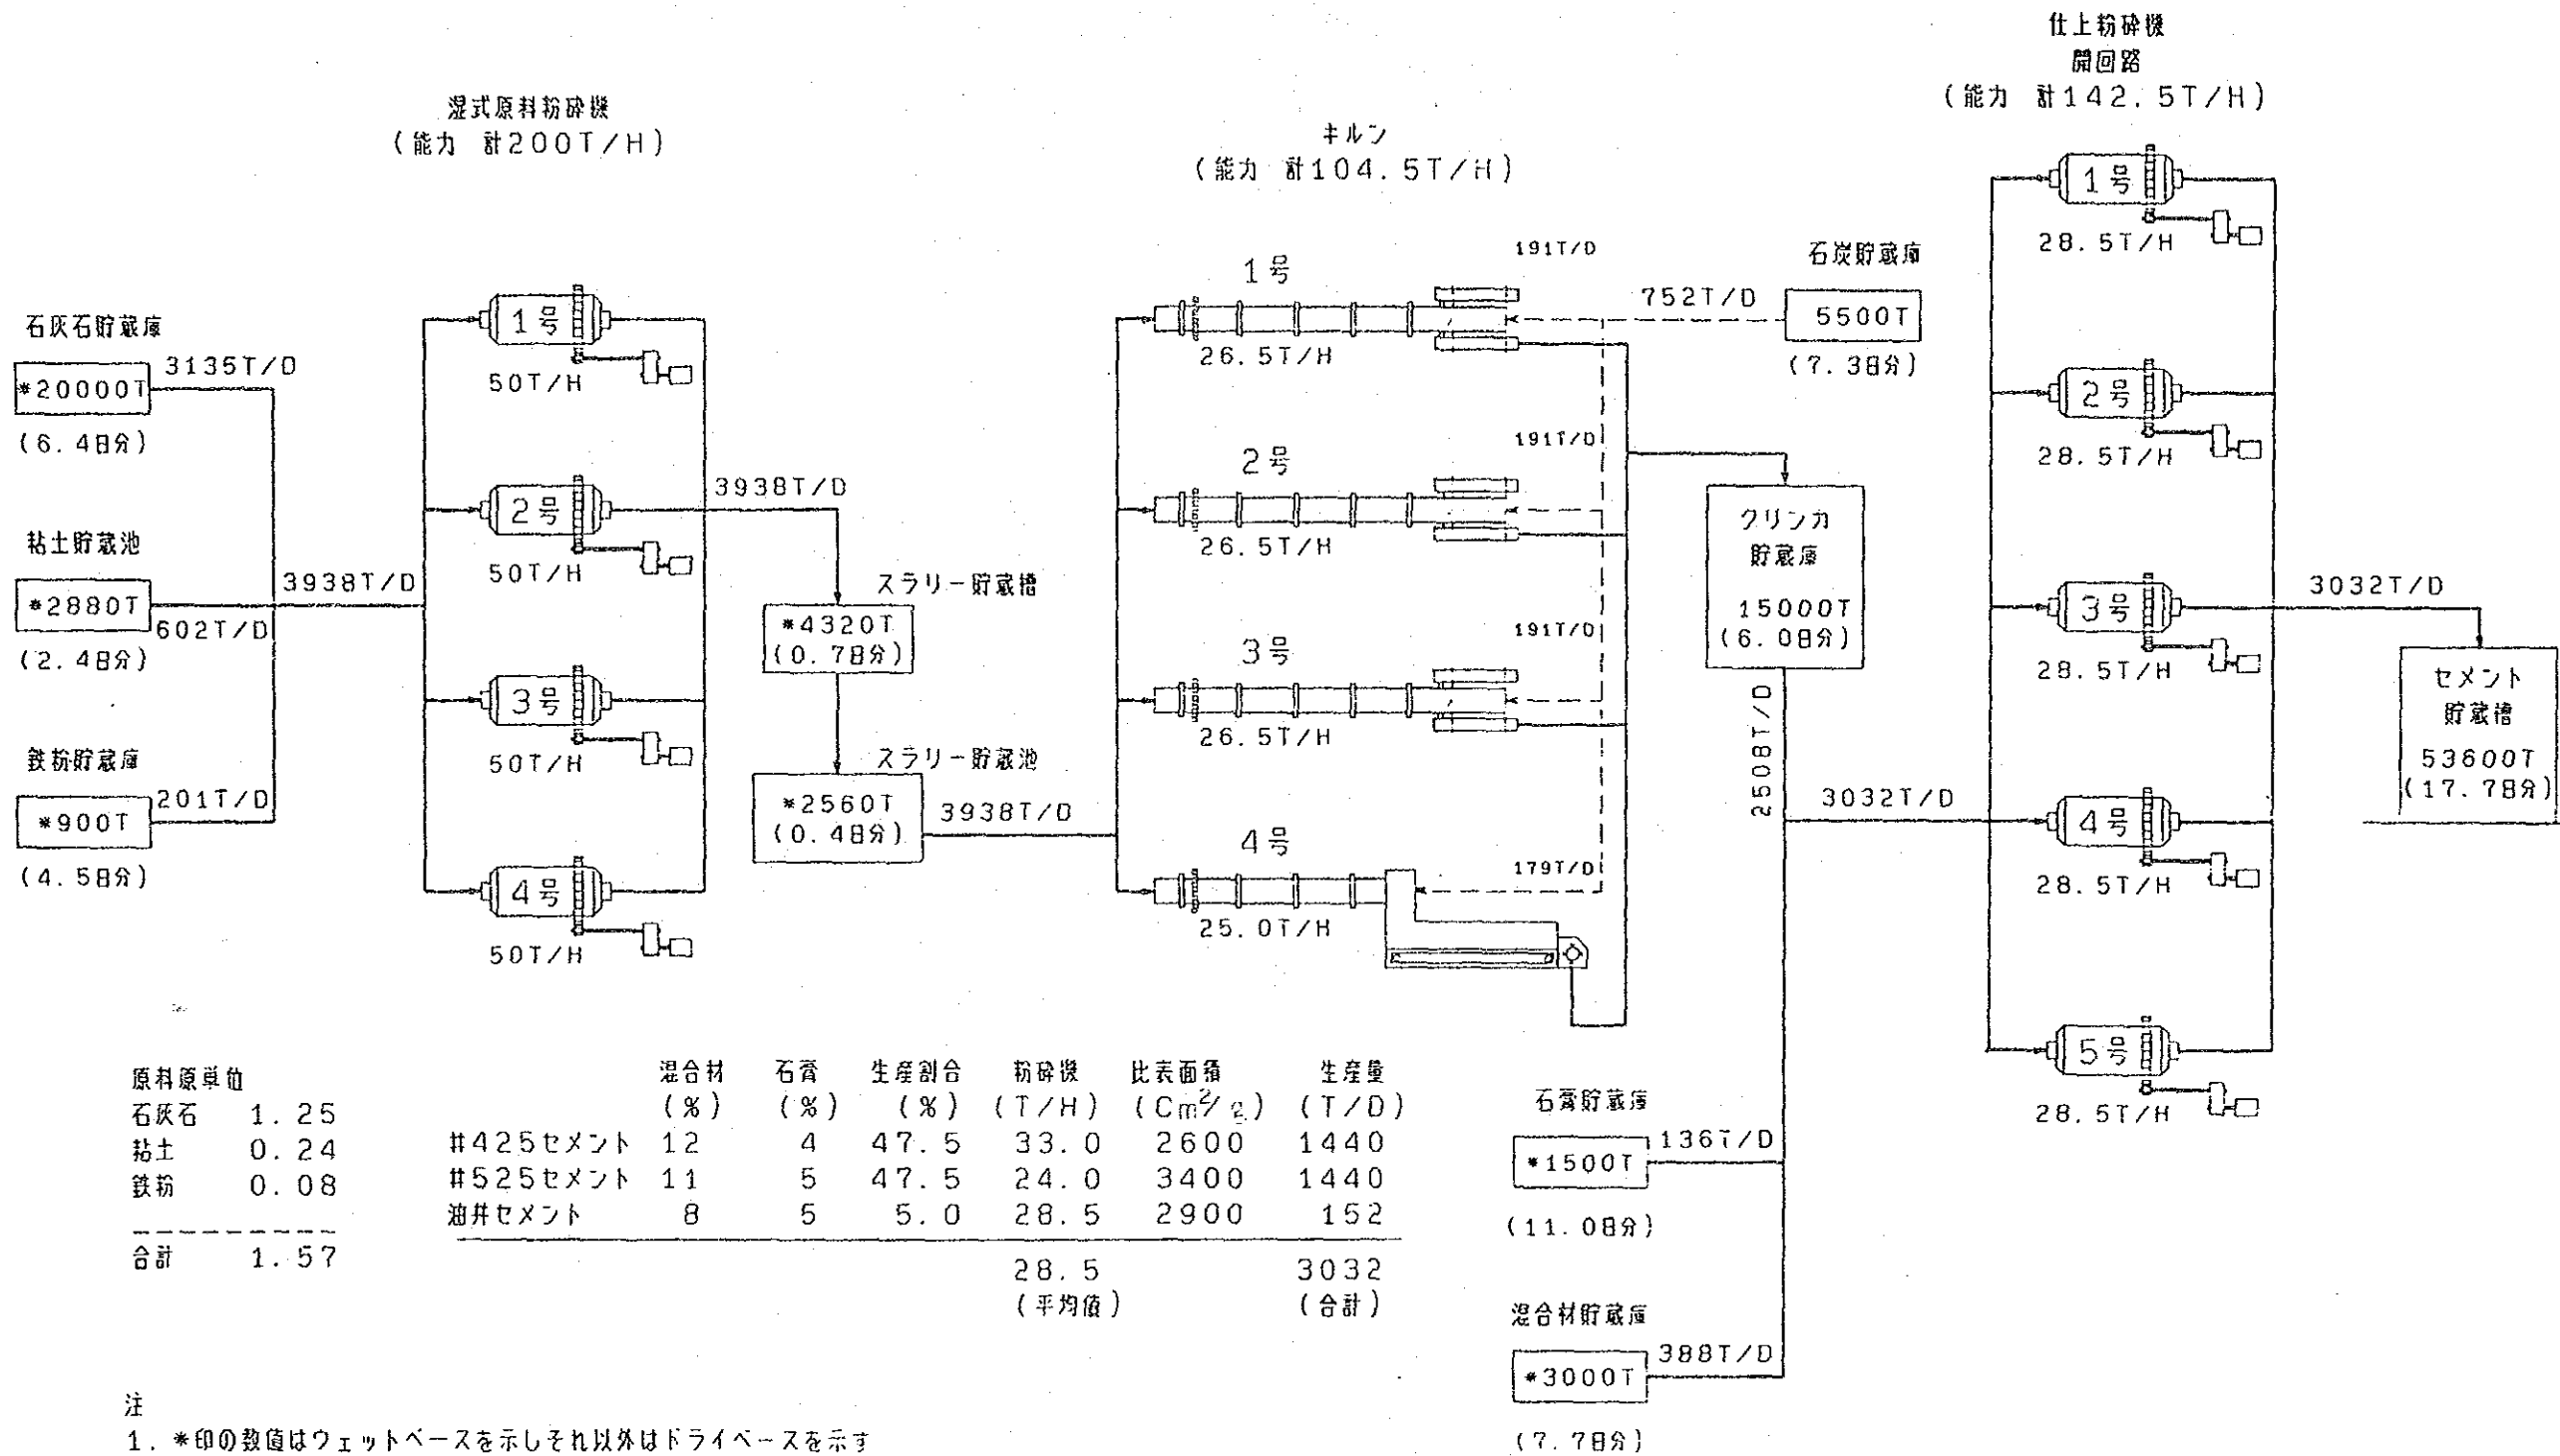 湿式原料粉砕機
(能力 計200T/H)
石灰石貯蔵庫
*20000T
3135T/D
(6.4日分)
粘土貯蔵池
*2880T
602T/D
(2.4日分)
鉄粉貯蔵庫
*900T
201T/D
(4.5日分)
3938T/D
1号
50T/H
2号
50T/H
3号
50T/H
4号
50T/H
3938T/D
スラリー貯蔵槽
*4320T
(0.7日分)
スラリー貯蔵池
*2560T
(0.4日分)
3938T/D
キルン
(能力 計104.5T/H)
1号
191T/D
26.5T/H
2号
191T/D
26.5T/H
3号
191T/D
26.5T/H
4号
179T/D
25.0T/H
石炭貯蔵庫
752T/D
5500T
(7.3日分)
クリンカ
貯蔵庫
15000T
(6.0日分)
2508T/D
3032T/D
石膏貯蔵庫
*1500T
136T/D
(11.0日分)
混合材貯蔵庫
*3000T
388T/D
(7.7日分)
仕上粉砕機
開回路
(能力 計142.5T/H)
1号
28.5T/H
2号
28.5T/H
3号
28.5T/H
4号
28.5T/H
5号
28.5T/H
3032T/D
セメント
貯蔵槽
53600T
(17.7日分)
原料原単位
石灰石 1.25
粘土 0.24
鉄粉 0.08
合計 1.57
混合材 石膏 生産割合 粉砕機 比表面積 生産量
(%) (%) (%) (T/H) (Cm²/g) (T/D)
#425セメント 12 4 47.5 33.0 2600 1440
#525セメント 11 5 47.5 24.0 3400 1440
油井セメント 8 5 5.0 28.5 2900 152
28.5 3032
(平均値) (合計)
注
1. *印の数値はウェットベースを示しそれ以外はドライベースを示す